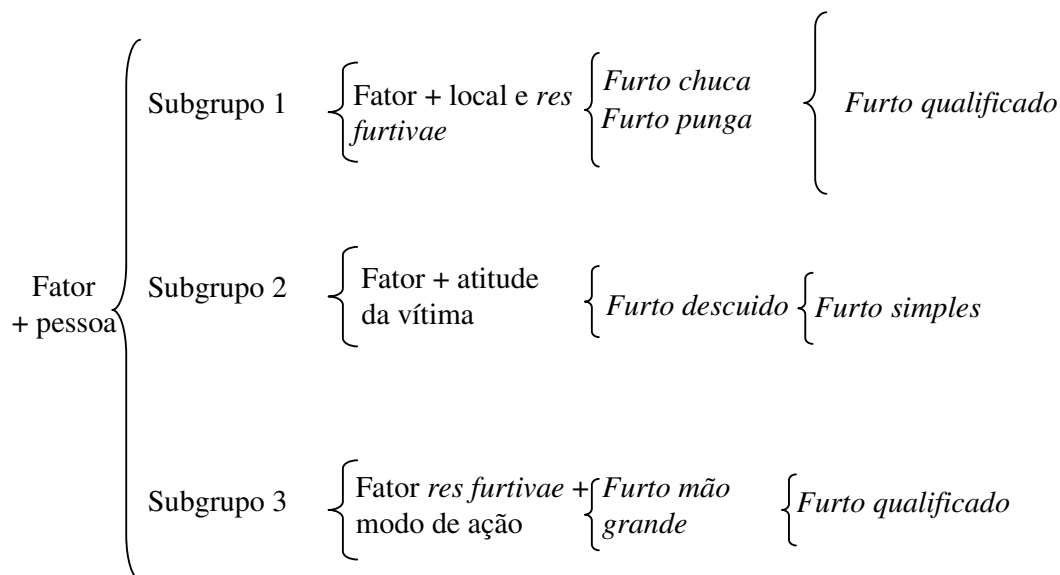 Fator
+ pessoa
Subgrupo 1
Fator + local e res
furtivae
Furto chuca
Furto punga
Furto qualificado
Subgrupo 2
Fator + atitude
da vítima
Furto descuido
Furto simples
Subgrupo 3
Fator res furtivae +
modo de ação
Furto mão
grande
Furto qualificado